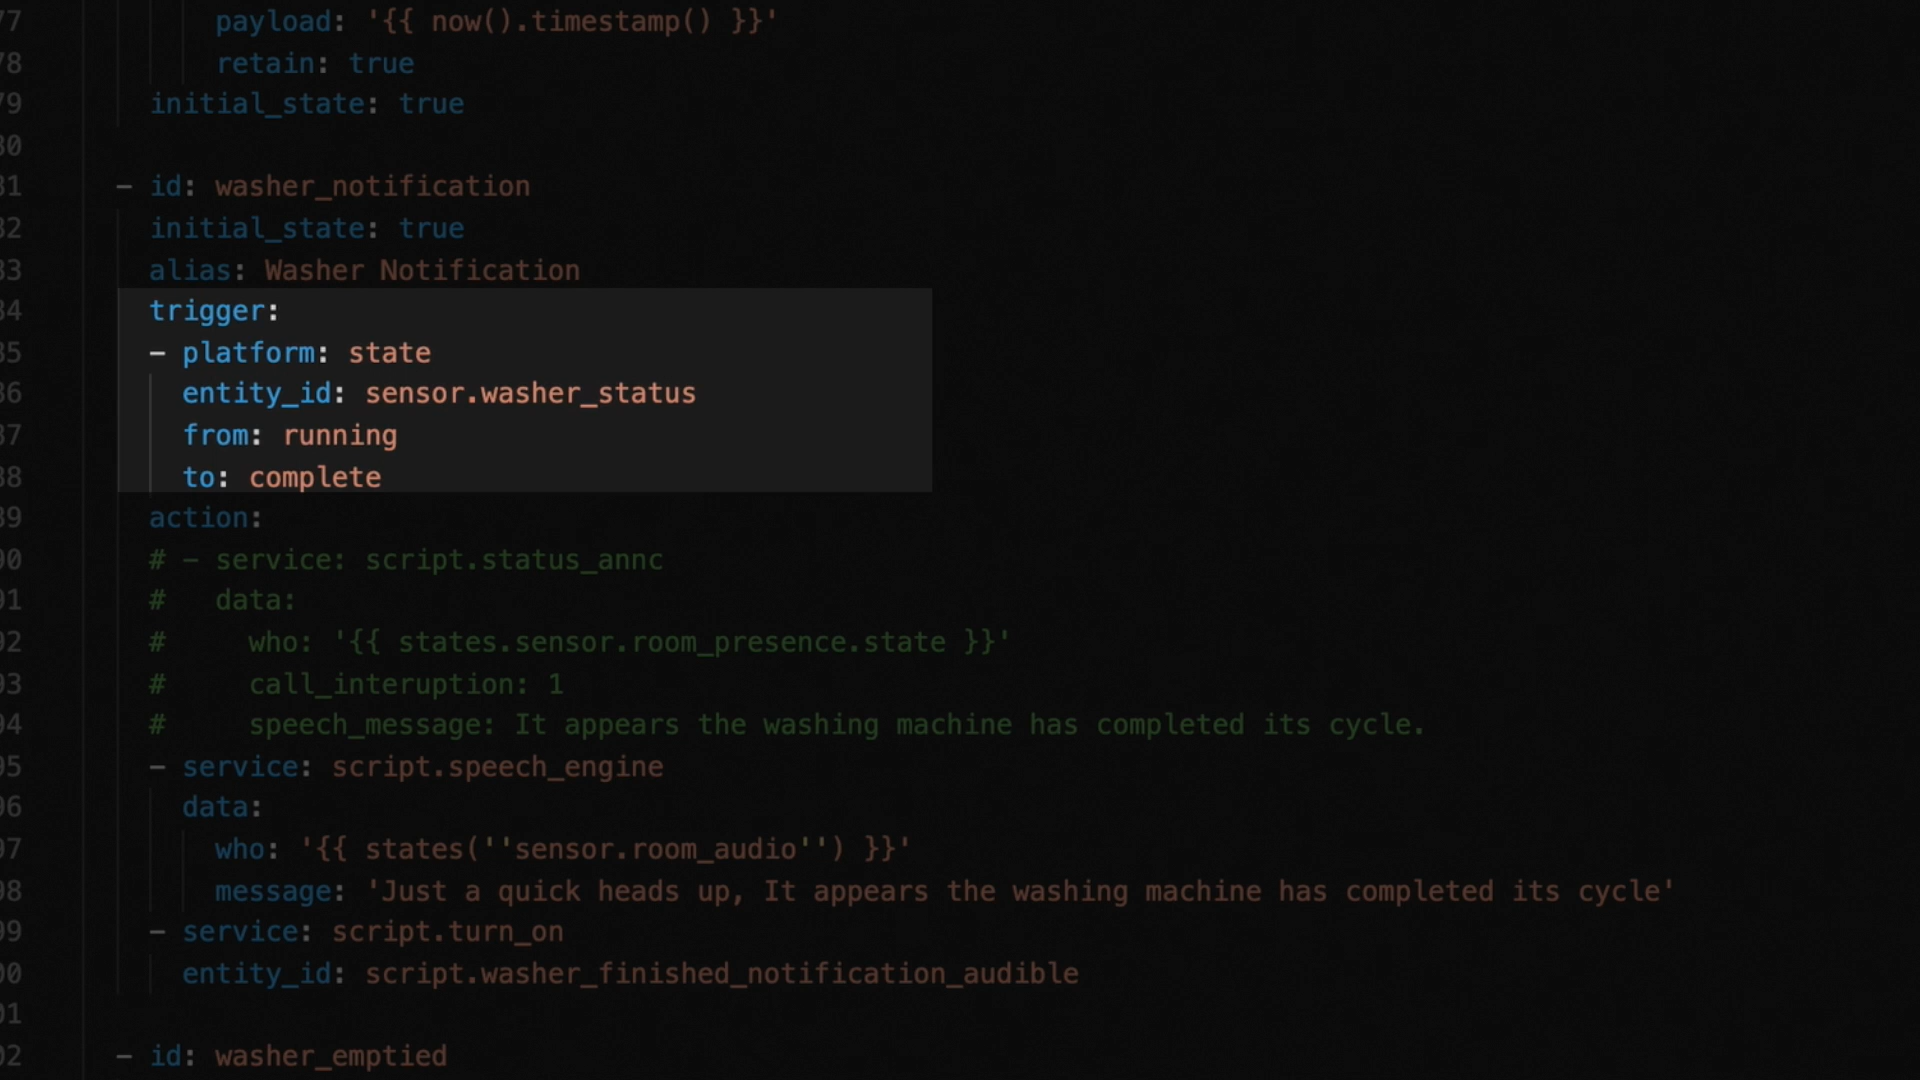 77 payload: '{{ now().timestamp() }}'
78 retain: true
79 initial_state: true
80
81 - id: washer_notification
82 initial_state: true
83 alias: Washer Notification
84 trigger:
85 - platform: state
86 entity_id: sensor.washer_status
87 from: running
88 to: complete
89 action:
90 # - service: script.status_annc
91 # data:
92 # who: '{{ states.sensor.room_presence.state }}'
93 # call_interuption: 1
94 # speech_message: It appears the washing machine has completed its cycle.
95 - service: script.speech_engine
96 data:
97 who: '{{ states(''sensor.room_audio'') }}'
98 message: 'Just a quick heads up, It appears the washing machine has completed its cycle'
99 - service: script.turn_on
00 entity_id: script.washer_finished_notification_audible
01
02 - id: washer_emptied